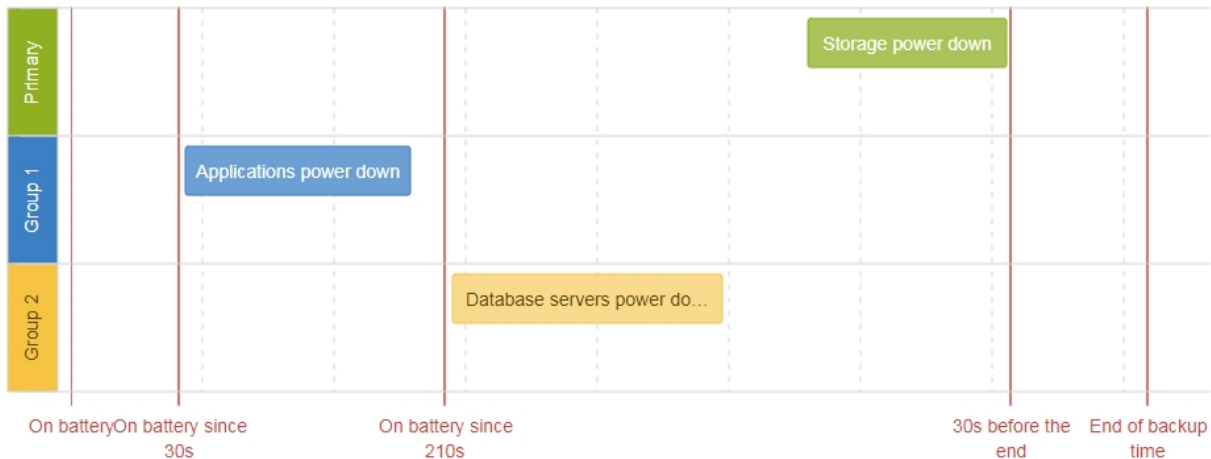 Primary
Storage power down
Group 1
Applications power down
Group 2
Database servers power do...
On battery
On battery since
30s
On battery since
210s
30s before the
end
End of backup
time